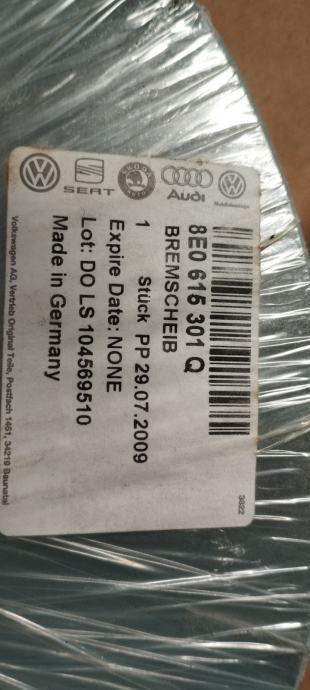 SEAT
ŠKODA
Audi
8E0 615 301 Q
BREMSCHEIB
1 Stück PP 29.07.2009
Expire Date: NONE
Lot: DO LS 104569510
Made in Germany
Volkswagen AG, Vertrieb Original Teile, Postfach 1461, 34219 Baunatal
3822